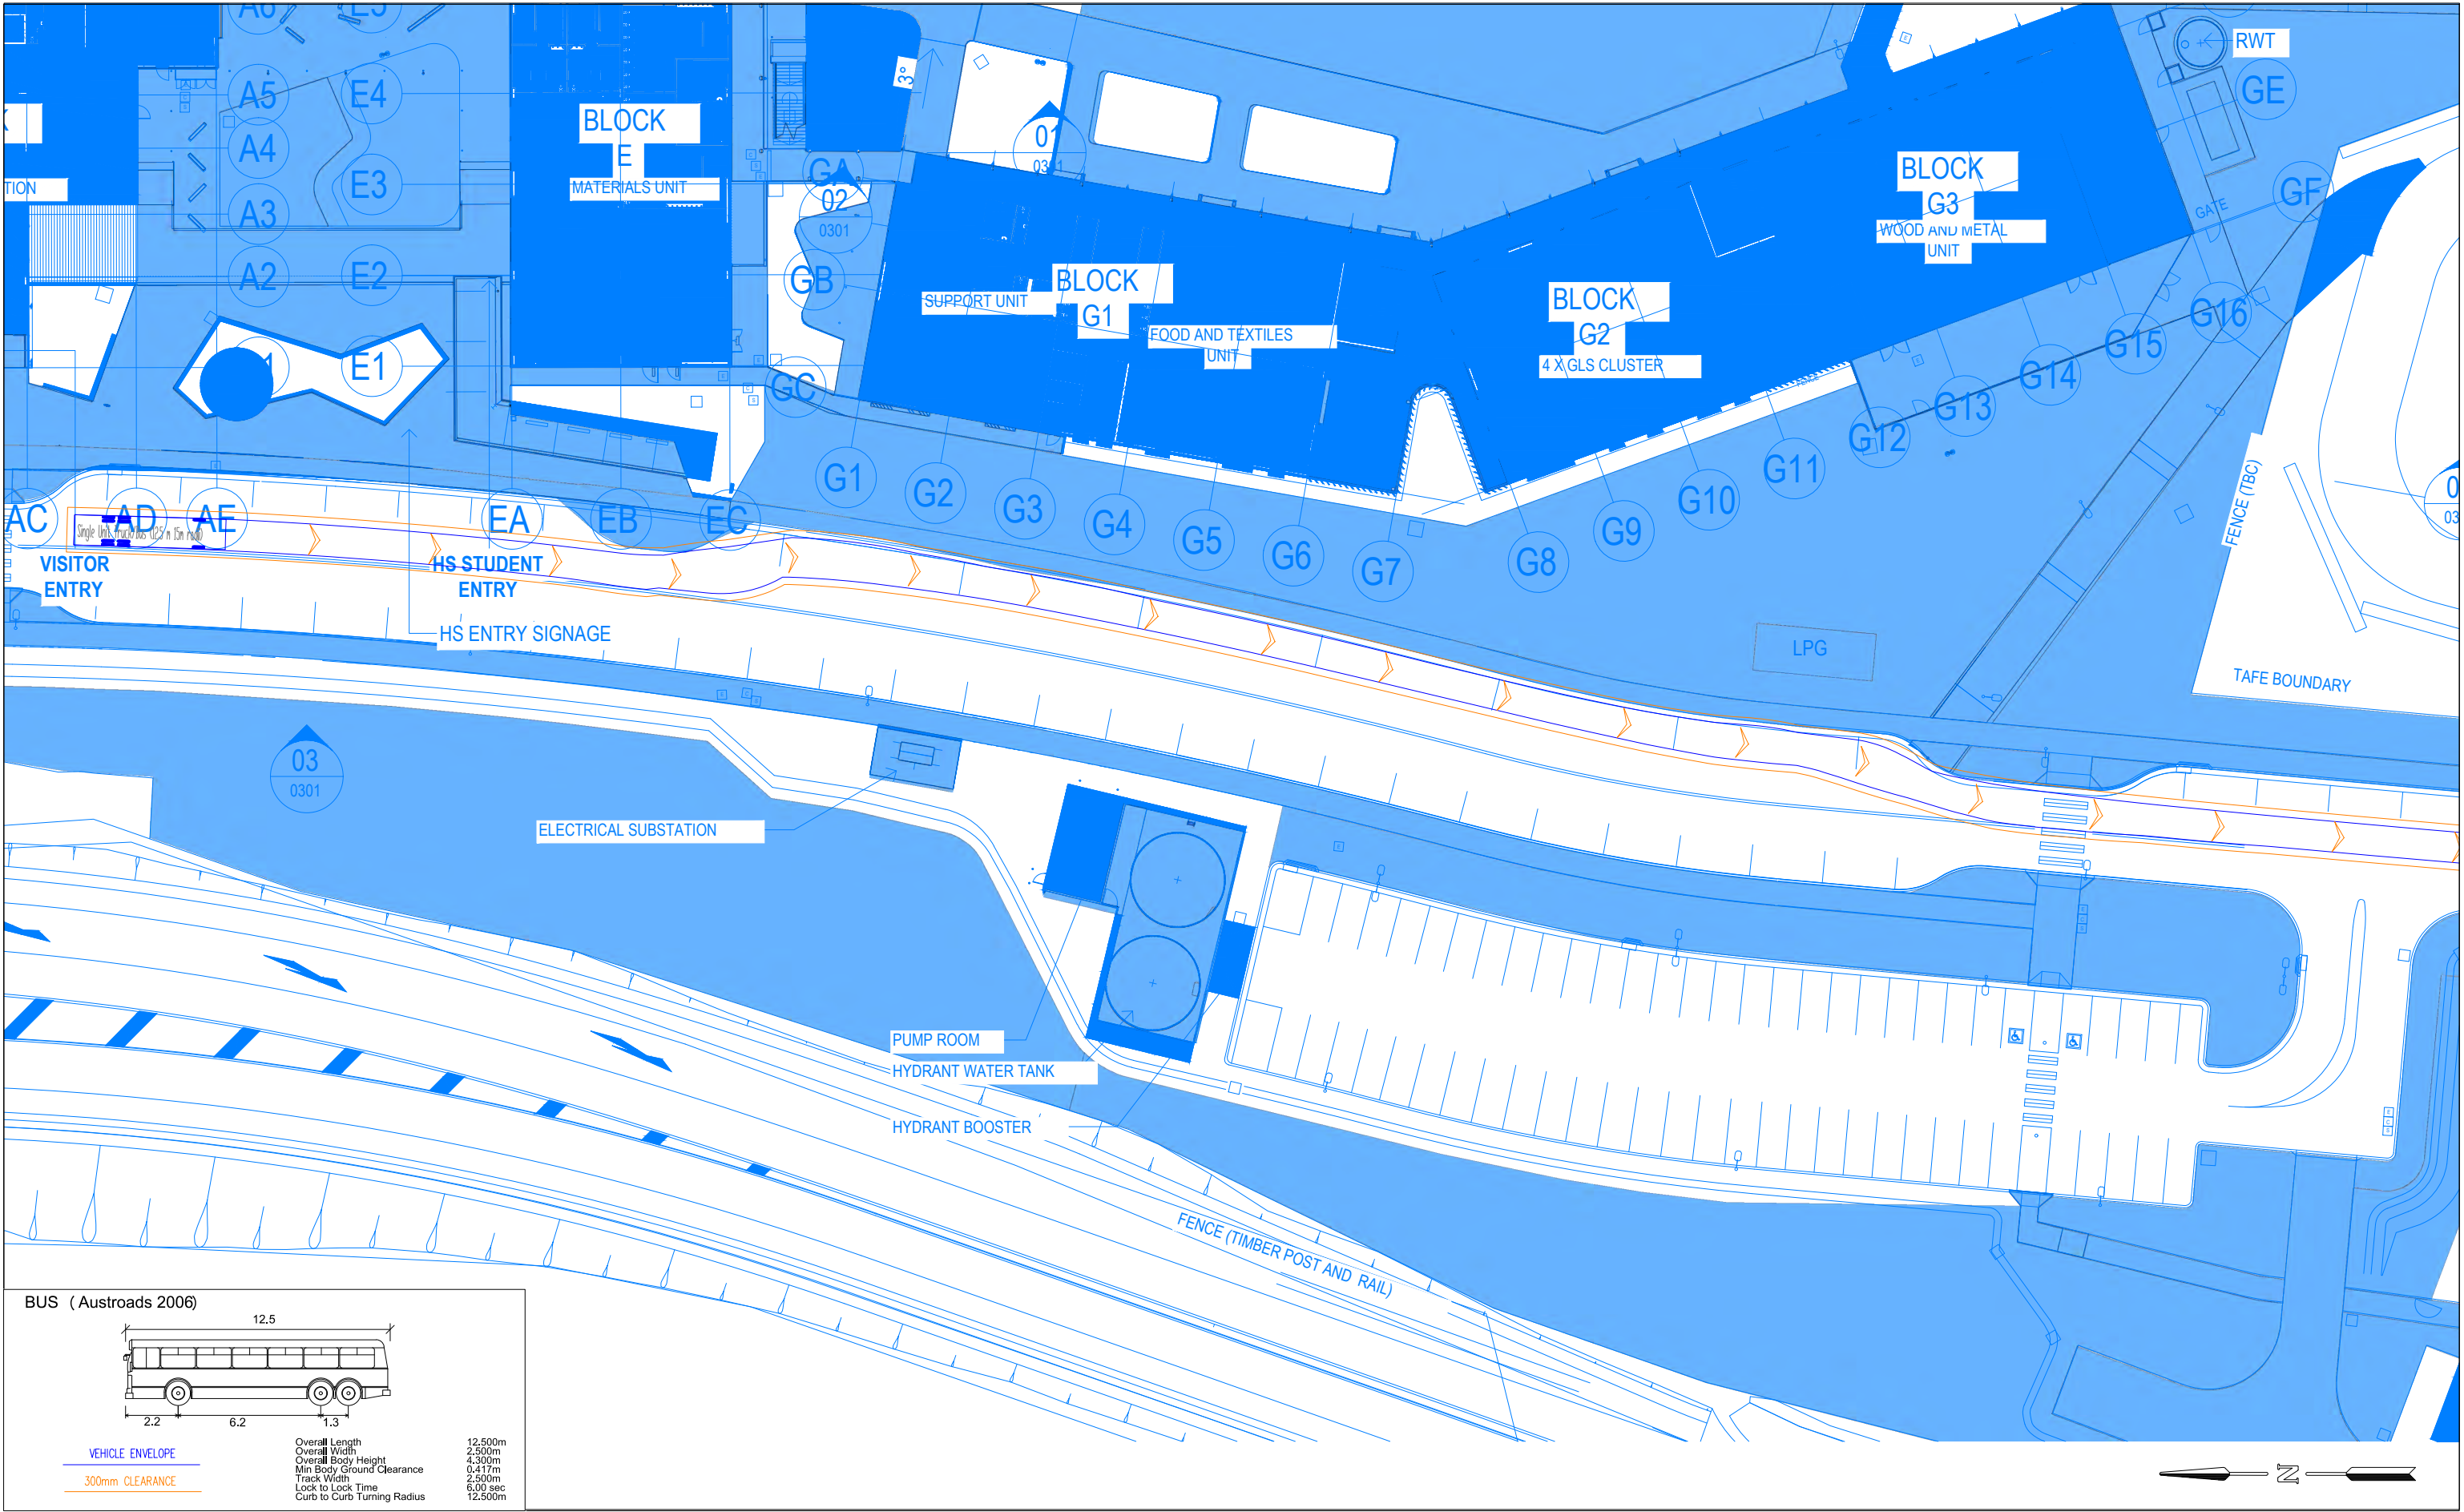 RWT
A5
E4
3°
BLOCK
E
MATERIALS UNIT
01
0301
GE
A4
E3
GA
02
0301
BLOCK
G3
WOOD AND METAL
UNIT
GATE
GF
TION
A3
A2
E2
GB
SUPPORT UNIT
BLOCK
G1
FOOD AND TEXTILES
UNIT
BLOCK
G2
4 X GLS CLUSTER
G16
G15
G14
G13
G12
E1
GC
G1
G2
G3
G4
G5
G6
G7
G8
G9
G10
G11
FENCE (TBC)
AC
AD
AE
EA
EB
EC
VISITOR
ENTRY
HS STUDENT
ENTRY
HS ENTRY SIGNAGE
LPG
TAFE BOUNDARY
03
0301
ELECTRICAL SUBSTATION
PUMP ROOM
HYDRANT WATER TANK
HYDRANT BOOSTER
FENCE (TIMBER POST AND RAIL)
BUS ( Austroads 2006)
12.5
2.2
6.2
1.3
VEHICLE ENVELOPE
300mm CLEARANCE
Overall Length 12.500m
Overall Width 2.500m
Overall Body Height 4.300m
Min Body Ground Clearance 0.417m
Track Width 2.500m
Lock to Lock Time 6.00 sec
Curb to Curb Turning Radius 12.500m
N